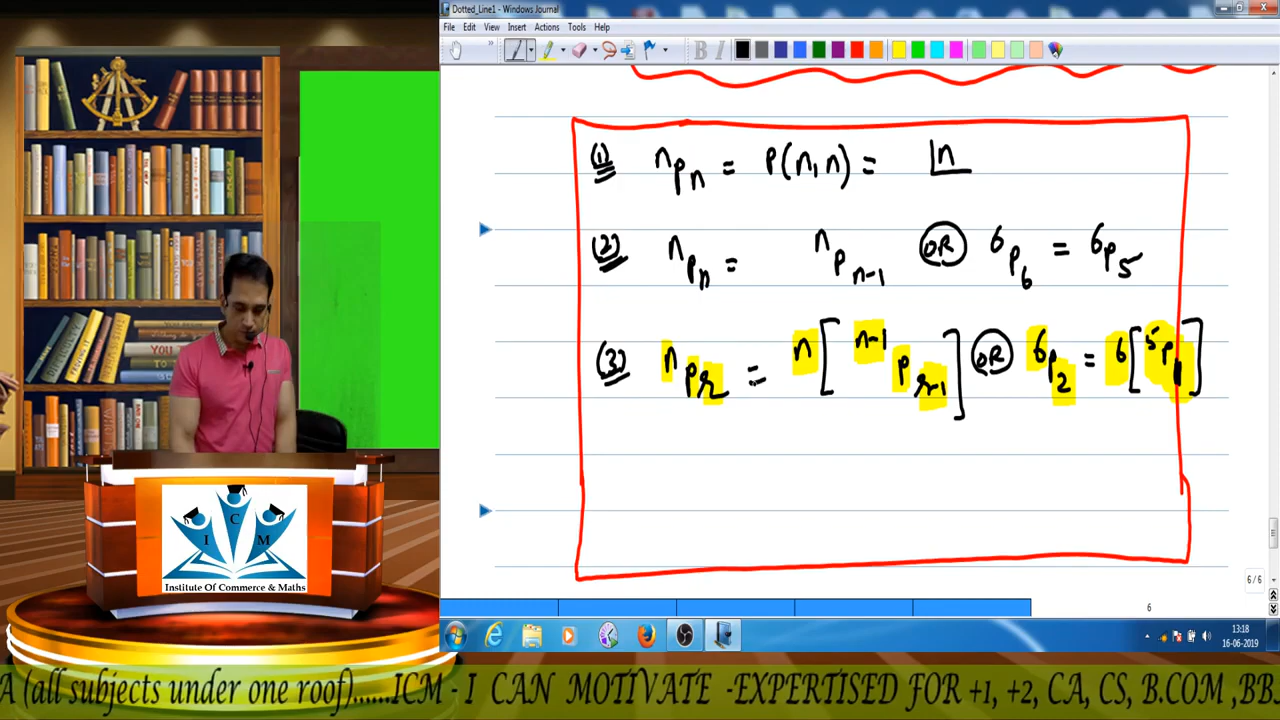 Dotted_Line1 - Windows Journal
File Edit View Insert Actions Tools Help
(1) nPn = P(n,n) = ⌊n
(2) nPn = nPn-1 OR 6P6 = 6P5
(3) nPr = n[n-1Pr-1] OR 6P2 = 6[5P1]
6/6
6
13:18
16-06-2019
I C M
Institute Of Commerce & Maths
A (all subjects under one roof)......ICM - I CAN MOTIVATE -EXPERTISED FOR +1, +2, CA, CS, B.COM ,BB